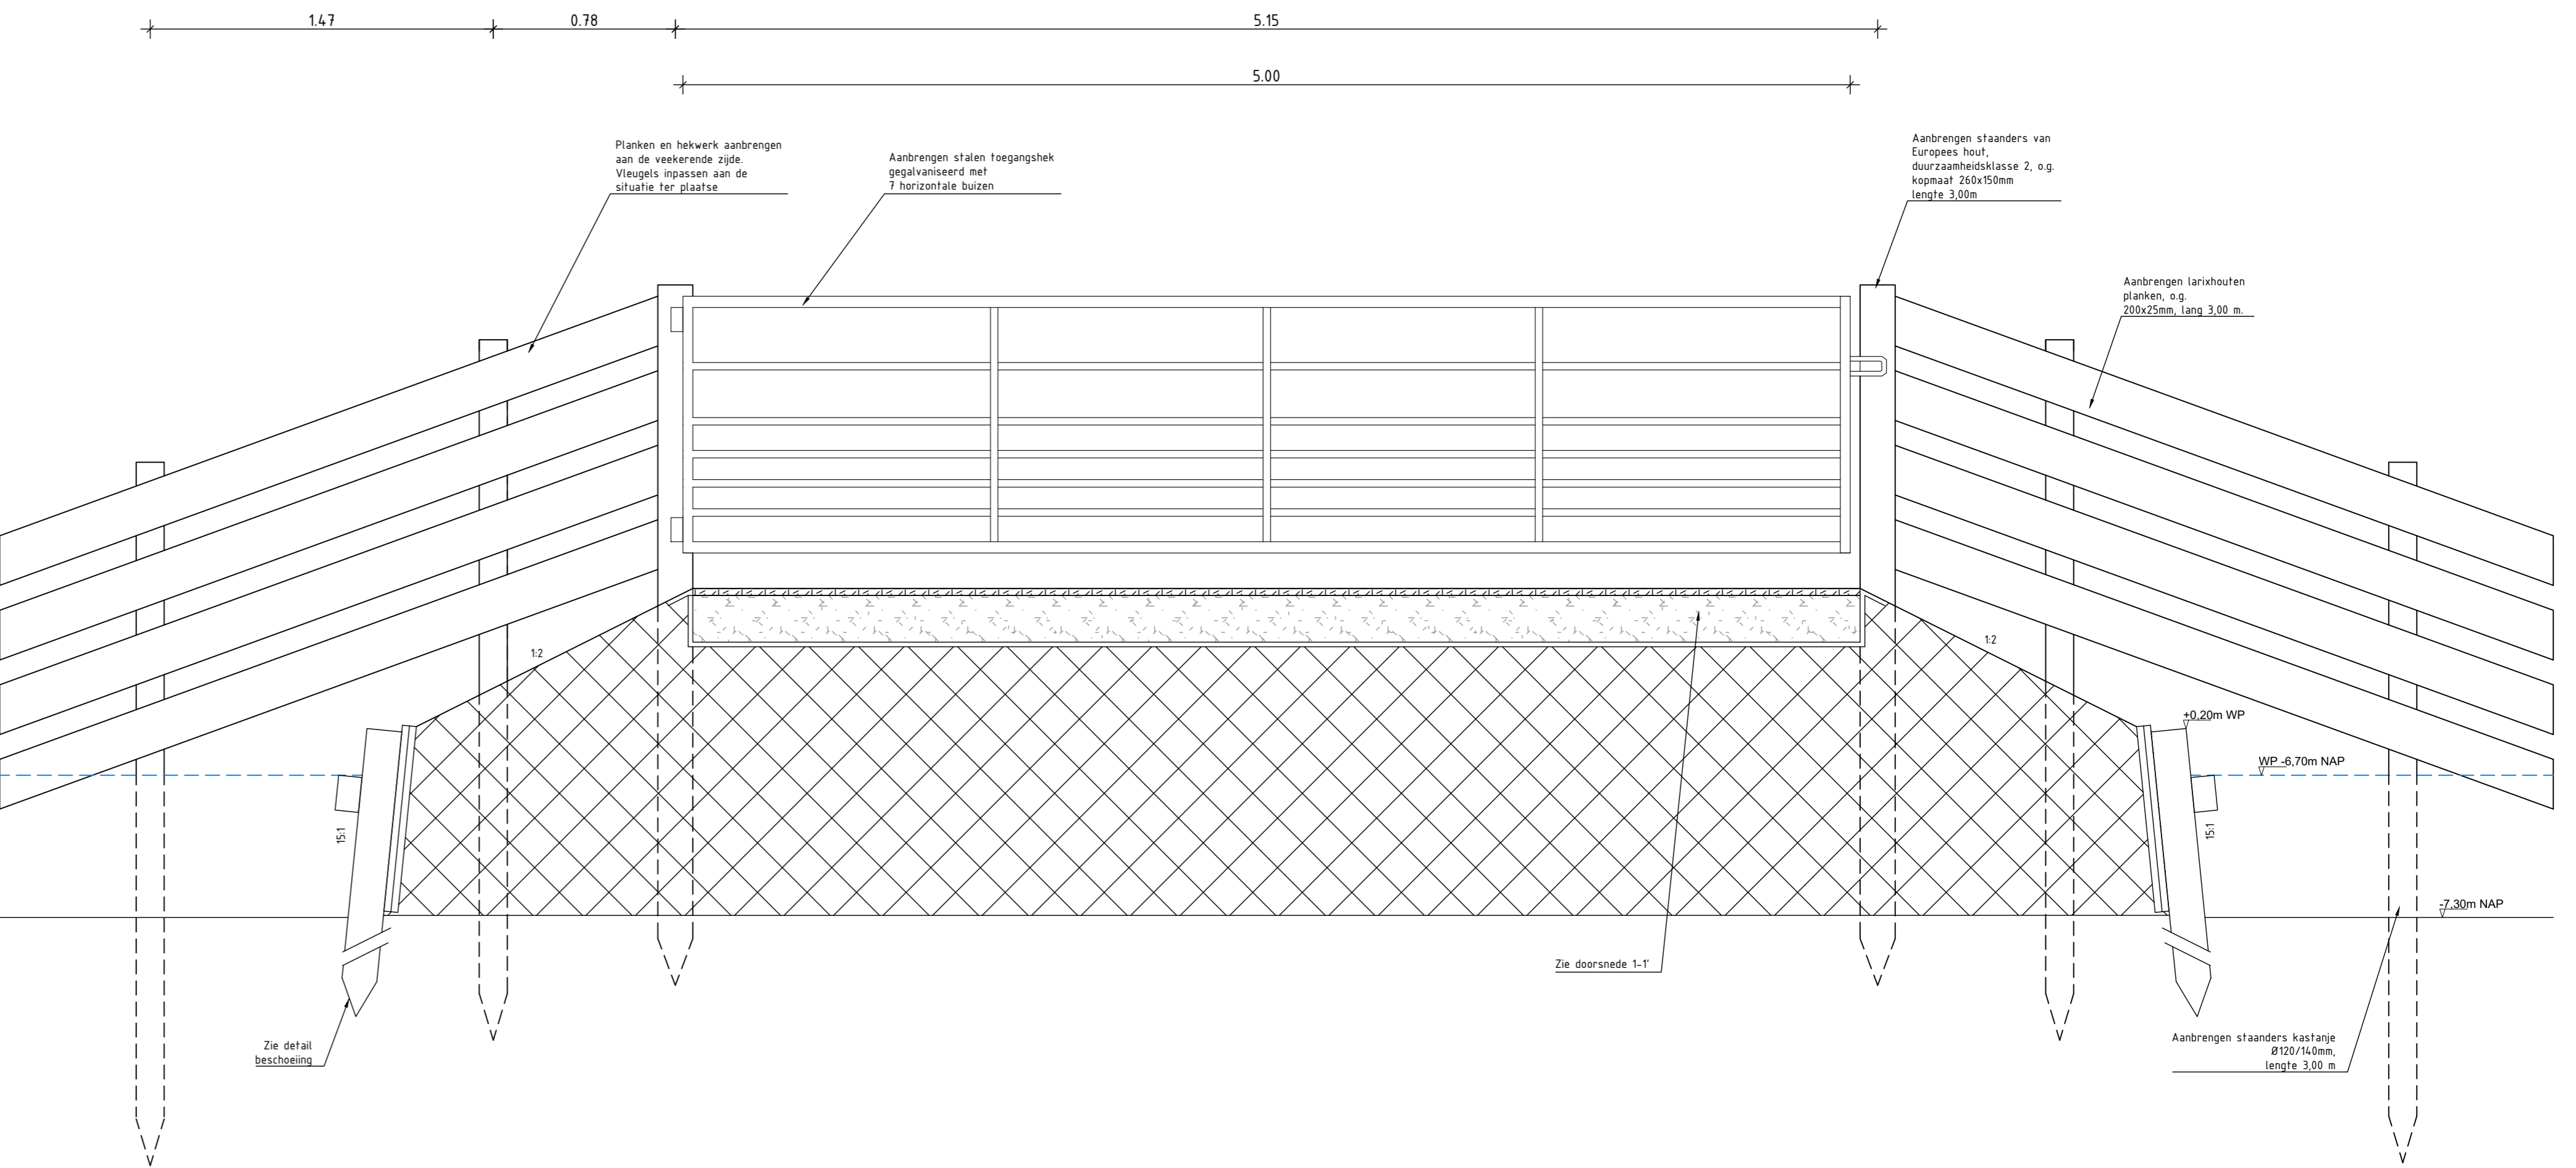 1.47
0.78
5.15
5.00
Planken en hekwerk aanbrengen
aan de veekerende zijde.
Vleugels inpassen aan de
situatie ter plaatse
Aanbrengen stalen toegangshek
gegalvaniseerd met
7 horizontale buizen
Aanbrengen staanders van
Europees hout,
duurzaamheidsklasse 2, o.g.
kopmaat 260x150mm
lengte 3,00m
Aanbrengen larixhouten
planken, o.g.
200x25mm, lang 3,00 m.
1:2
1:2
+0,20m WP
WP -6,70m NAP
15:1
15:1
-7,30m NAP
Zie doorsnede 1-1'
Zie detail
beschoeiing
Aanbrengen staanders kastanje
Ø120/140mm,
lengte 3,00 m